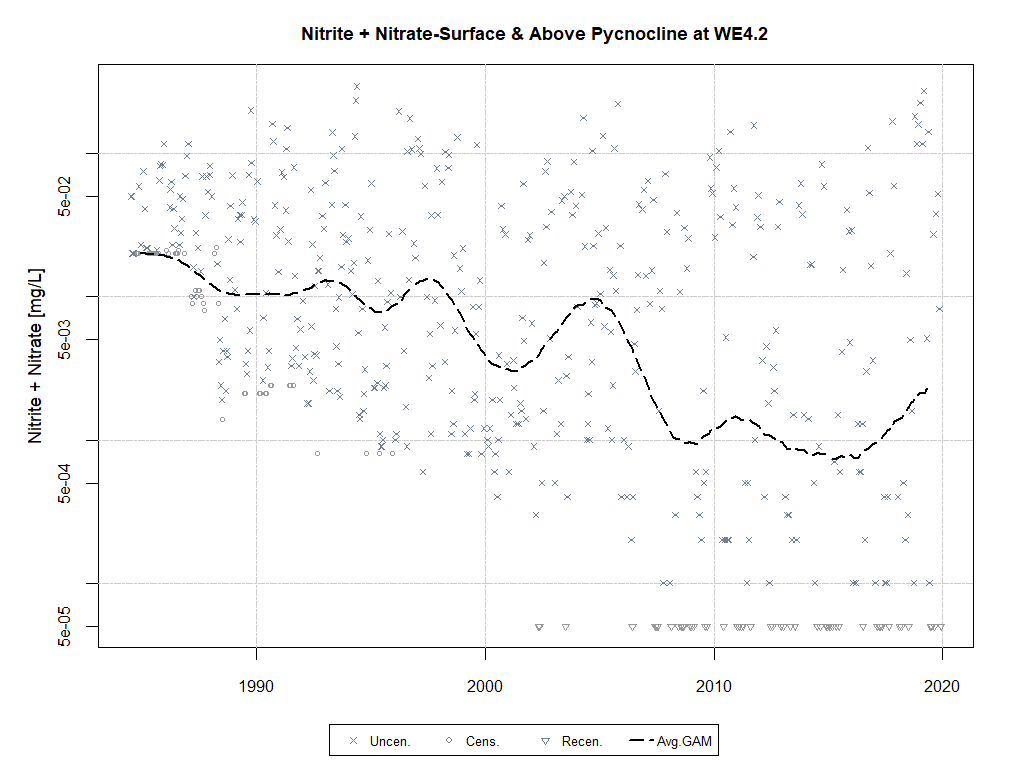 Nitrite + Nitrate-Surface & Above Pycnocline at WE4.2
Nitrite + Nitrate [mg/L]
5e-02
5e-03
5e-04
5e-05
1990 2000 2010 2020
Uncen. Cens. Recen. Avg.GAM